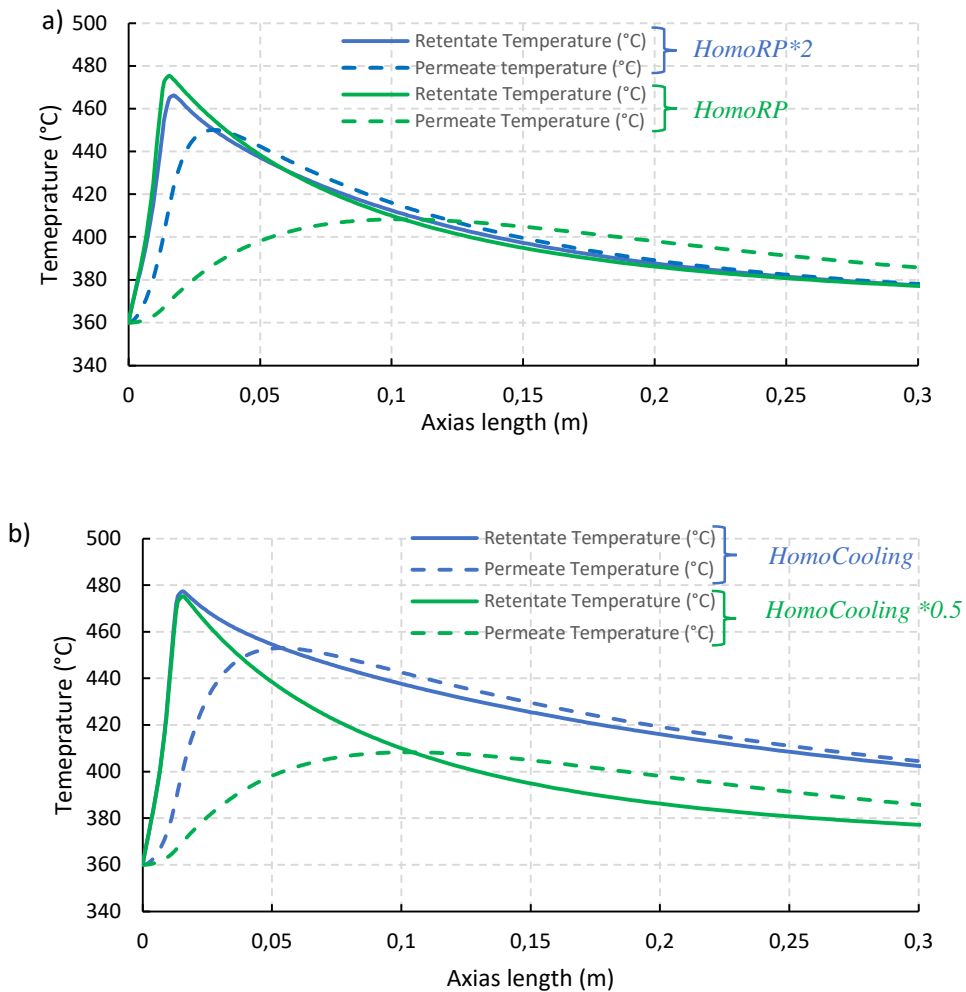 a)
Retentate Temperature (°C)
Permeate temperature (°C)
HomoRP*2
Retentate Temperature (°C)
Permeate Temperature (°C)
HomoRP
500
480
460
440
420
400
380
360
340
Temeprature (°C)
0 0,05 0,1 0,15 0,2 0,25 0,3
Axias length (m)
b)
Retentate Temperature (°C)
Permeate Temperature (°C)
HomoCooling
Retentate Temperature (°C)
Permeate Temperature (°C)
HomoCooling *0.5
500
480
460
440
420
400
380
360
340
Temeprature (°C)
0 0,05 0,1 0,15 0,2 0,25 0,3
Axias length (m)